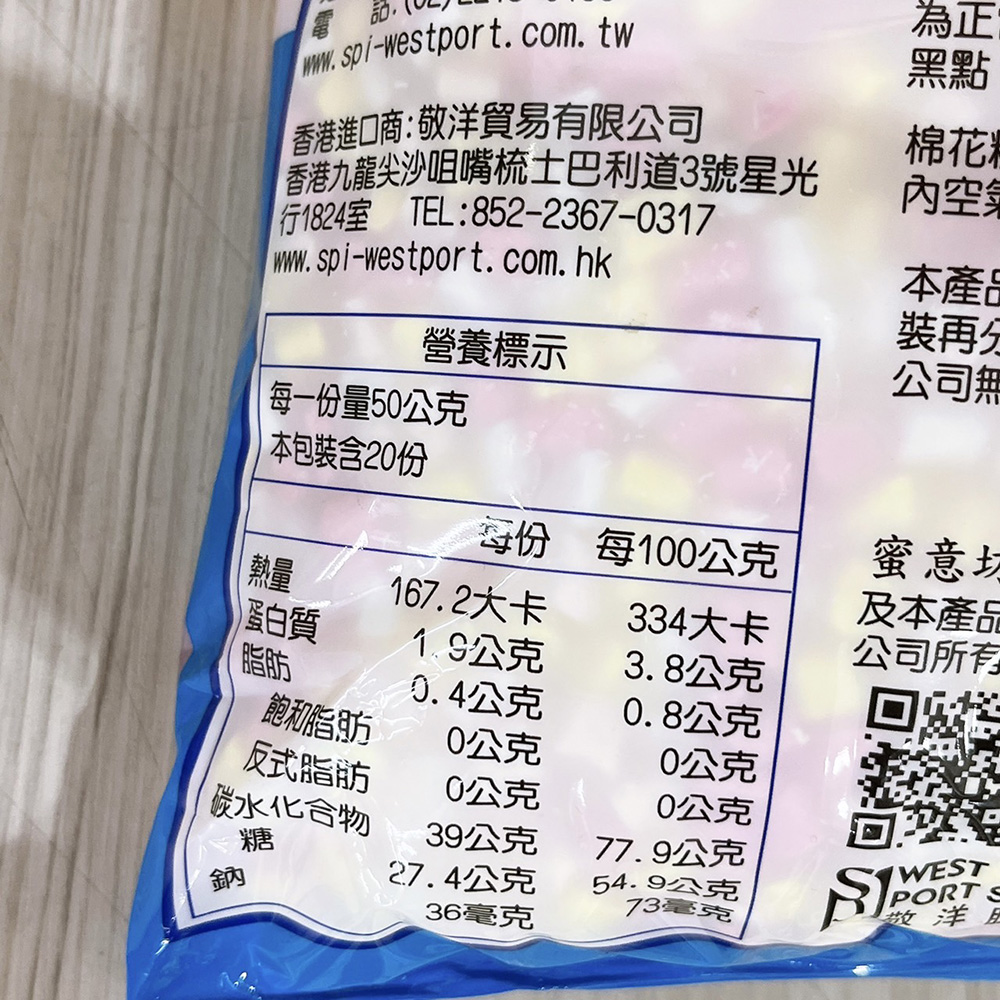 電 話:(02)22
www.spi-westport.com.tw
香港進口商:敬洋貿易有限公司
香港九龍尖沙咀嘴梳士巴利道3號星光
行1824室 TEL:852-2367-0317
www.spi-westport.com.hk
營養標示
每一份量50公克
本包裝含20份
每份 每100公克
熱量 167.2大卡 334大卡
蛋白質 1.9公克 3.8公克
脂肪 0.4公克 0.8公克
飽和脂肪 0公克 0公克
反式脂肪 0公克 0公克
碳水化合物 39公克 77.9公克
糖 27.4公克 54.9公克
鈉 36毫克 73毫克
為正
黑點
棉花
內空
本產品
裝再分
公司無
蜜意坊
及本產品
公司所有
WEST
PORT S
敬 洋